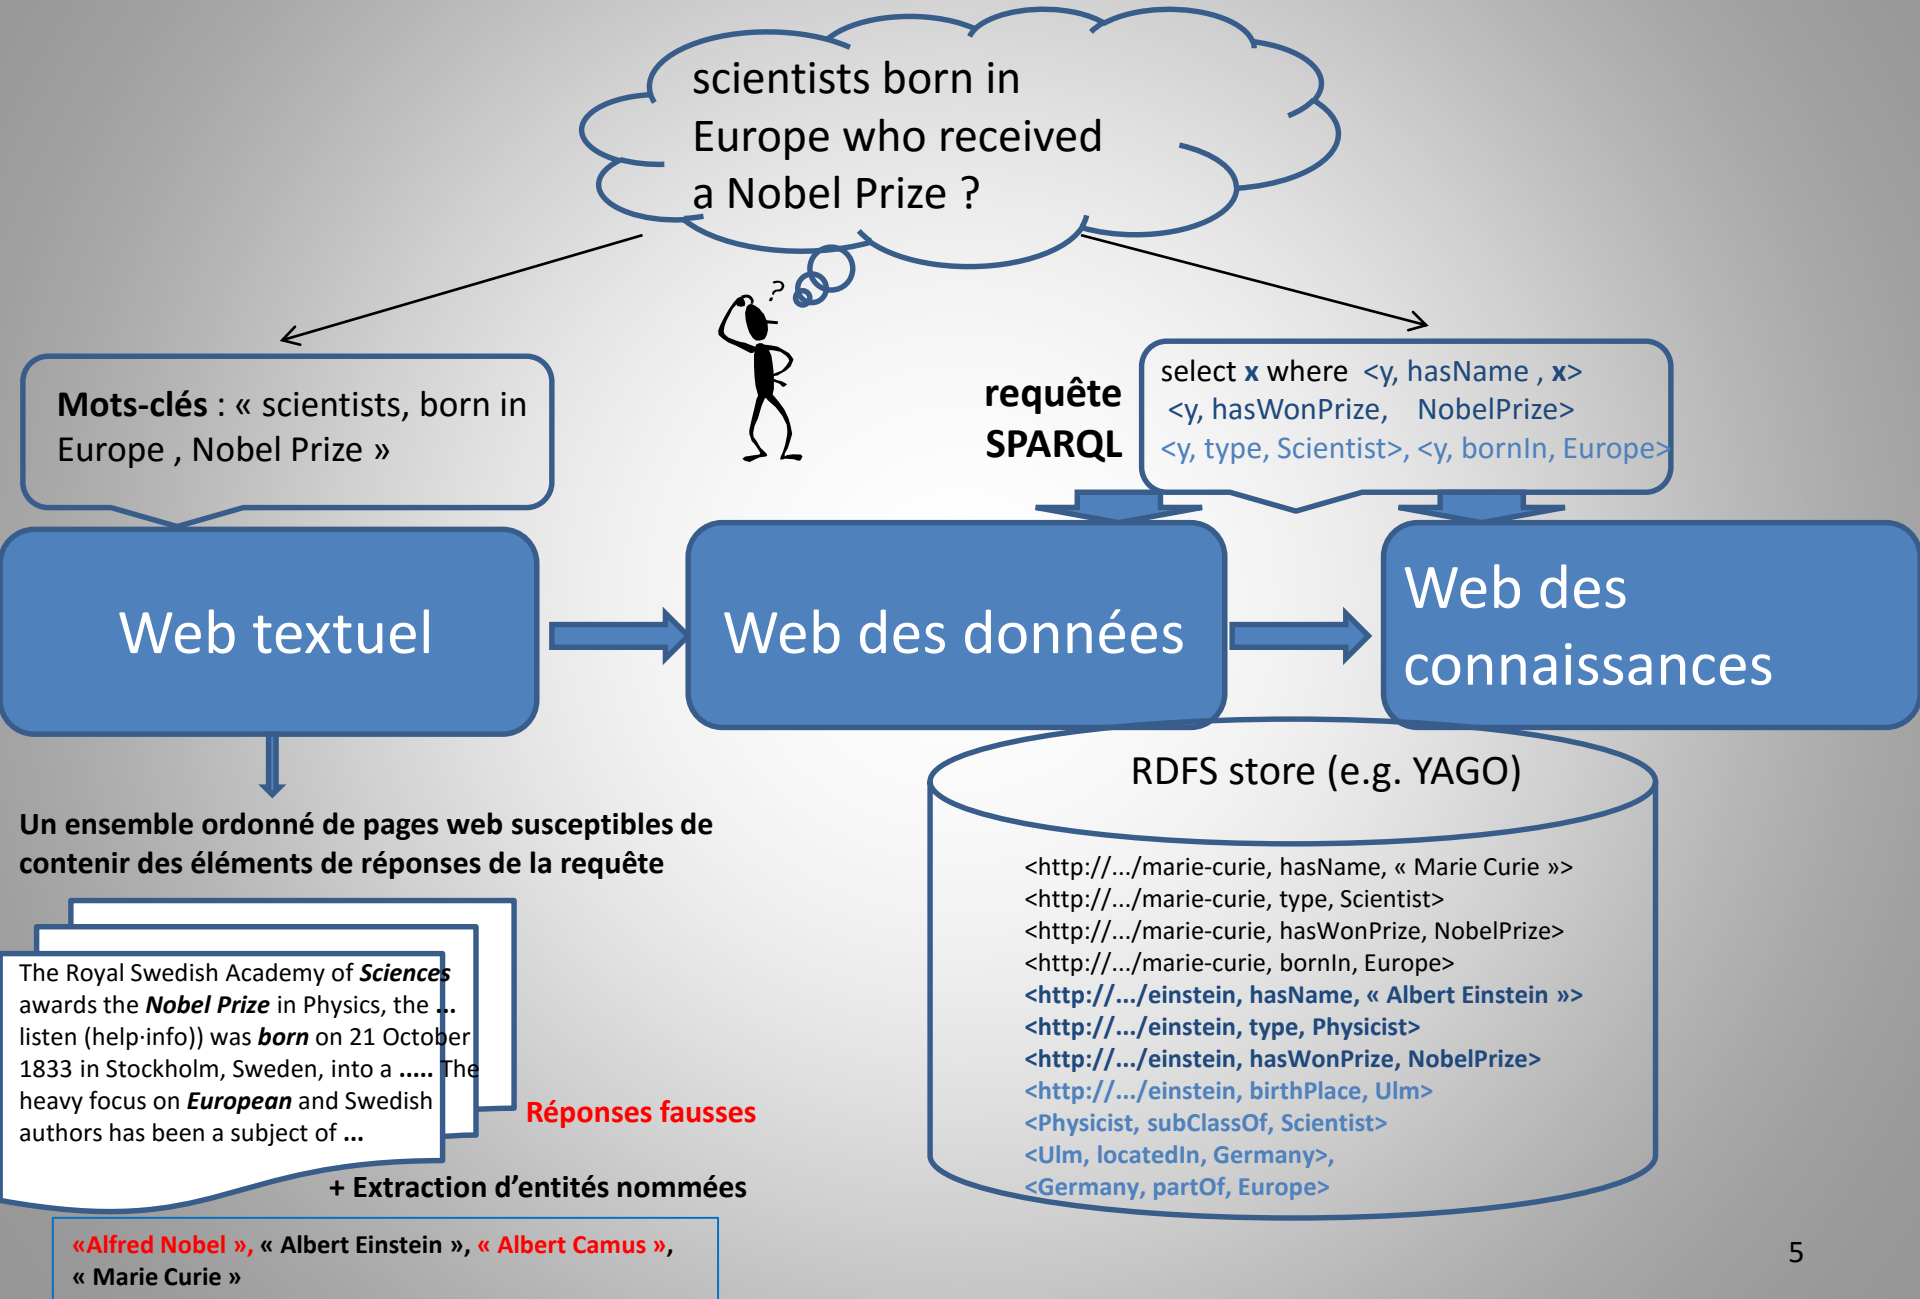 scientists born in
Europe who received
a Nobel Prize ?
?
Mots-clés : « scientists, born in
Europe , Nobel Prize »
requête
SPARQL
select x where <y, hasName , x>
<y, hasWonPrize, NobelPrize>
<y, type, Scientist>, <y, bornIn, Europe>
Web textuel
Web des données
Web des
connaissances
Un ensemble ordonné de pages web susceptibles de
contenir des éléments de réponses de la requête
The Royal Swedish Academy of Sciences
awards the Nobel Prize in Physics, the ...
listen (help·info)) was born on 21 October
1833 in Stockholm, Sweden, into a ..... The
heavy focus on European and Swedish
authors has been a subject of ...
Réponses fausses
+ Extraction d’entités nommées
«Alfred Nobel », « Albert Einstein », « Albert Camus »,
« Marie Curie »
RDFS store (e.g. YAGO)
<http://.../marie-curie, hasName, « Marie Curie »>
<http://.../marie-curie, type, Scientist>
<http://.../marie-curie, hasWonPrize, NobelPrize>
<http://.../marie-curie, bornIn, Europe>
<http://.../einstein, hasName, « Albert Einstein »>
<http://.../einstein, type, Physicist>
<http://.../einstein, hasWonPrize, NobelPrize>
<http://.../einstein, birthPlace, Ulm>
<Physicist, subClassOf, Scientist>
<Ulm, locatedIn, Germany>,
<Germany, partOf, Europe>
5